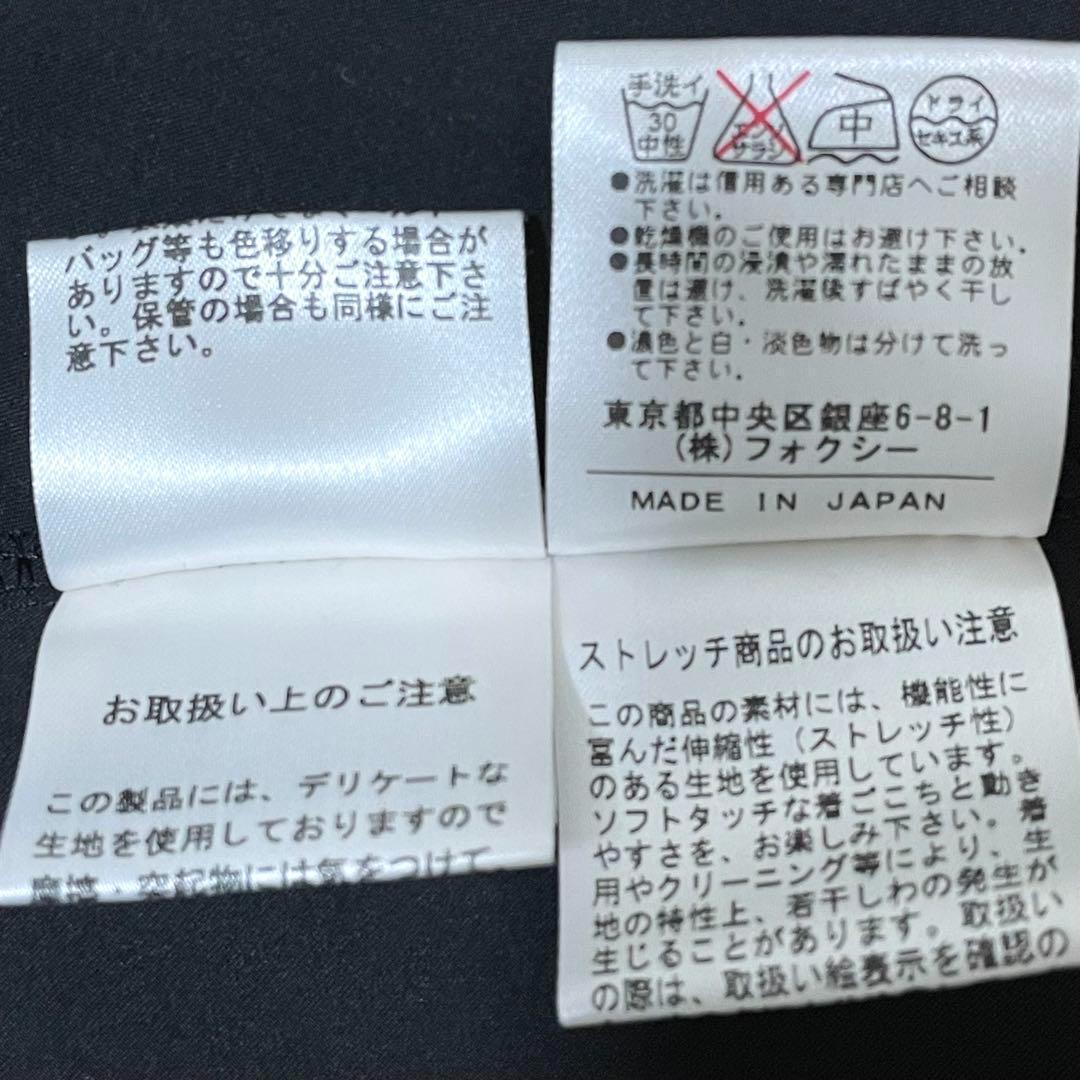 手洗イ
30
中性
エンソ
サラシ
中
ドライ
セキユ系
●洗濯は信用ある専門店へご相談
下さい.
●乾燥機のご使用はお避け下さい.
●長時間の浸漬や濡れたままの放
置は避け、洗濯後すばやく干し
て下さい.
●濃色と白・淡色物は分けて洗っ
て下さい.
東京都中央区銀座6-8-1
(株)フォクシー
MADE IN JAPAN
バッグ等も色移りする場合が
ありますので十分ご注意下さ
い。保管の場合も同様にご注
意下さい。
お取扱い上のご注意
この製品には、デリケートな
生地を使用しておりますので
突起物には気をつけて
ストレッチ商品のお取扱い注意
この商品の素材には、機能性に
富んだ伸縮性(ストレッチ性)
のある生地を使用しています。
ソフトタッチな着ごこちと動き
やすさを、お楽しみ下さい。着
用やクリーニング等により、生
地の特性上、若干しわの発生が
生じることがあります。取扱い
の際は、取扱い絵表示を確認の